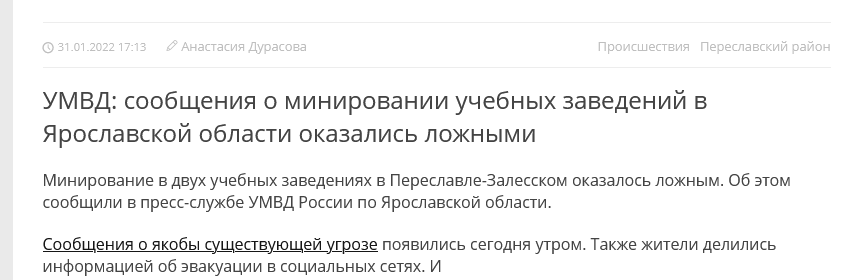 31.01.2022 17:13 Анастасия Дурасова Происшествия Переславский район
УМВД: сообщения о минировании учебных заведений в
Ярославской области оказались ложными
Минирование в двух учебных заведениях в Переславле-Залесском оказалось ложным. Об этом
сообщили в пресс-службе УМВД России по Ярославской области.
Сообщения о якобы существующей угрозе появились сегодня утром. Также жители делились
информацией об эвакуации в социальных сетях. И